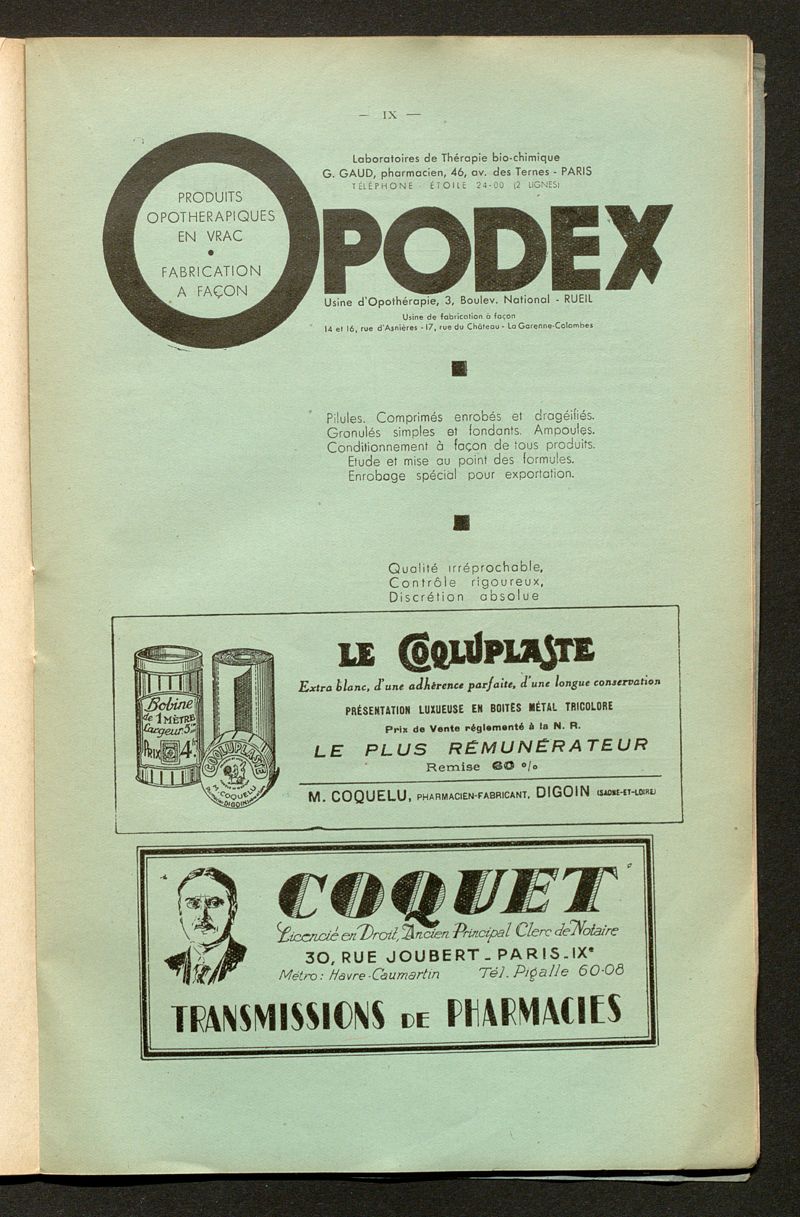 — IX —
Laboratoires de Thérapie bio-chimique
G. GAUD, pharmacien, 46, av. des Ternes - PARIS
TÉLÉPHONE - ÉTOILE 24-00 (2 LIGNES)
PRODUITS
OPOTHERAPIQUES
EN VRAC
•
FABRICATION
A FAÇON
OPODEX
Usine d'Opothérapie, 3, Boulev. National - RUEIL
Usine de fabrication à façon
14 et 16, rue d'Asnières - 17, rue du Château - La Garenne-Colombes
Pilules. Comprimés enrobés et dragéifiés.
Granulés simples et fondants. Ampoules.
Conditionnement à façon de tous produits.
Etude et mise au point des formules.
Enrobage spécial pour exportation.
Qualité irréprochable,
Contrôle rigoureux,
Discrétion absolue
LE COQLUPLASTE
Extra blanc, d'une adhérence parfaite, d'une longue conservation
PRÉSENTATION LUXUEUSE EN BOITES MÉTAL TRICOLORE
Prix de Vente réglementé à la N. R.
LE PLUS RÉMUNÉRATEUR
Remise 60 %
M. COQUELU, PHARMACIEN-FABRICANT, DIGOIN (SAONE-ET-LOIRE)
Bobine
de 1 MÈTRE
Largeur 5
PRIX 4
COQLUPLASTE
M. COQUELU
DIGOIN
COQUET
Licencié en Droit, Ancien Principal Clerc de Notaire
30, RUE JOUBERT - PARIS-IXe
Métro : Havre-Caumartin Tél. Pigalle 60-08
TRANSMISSIONS DE PHARMACIES